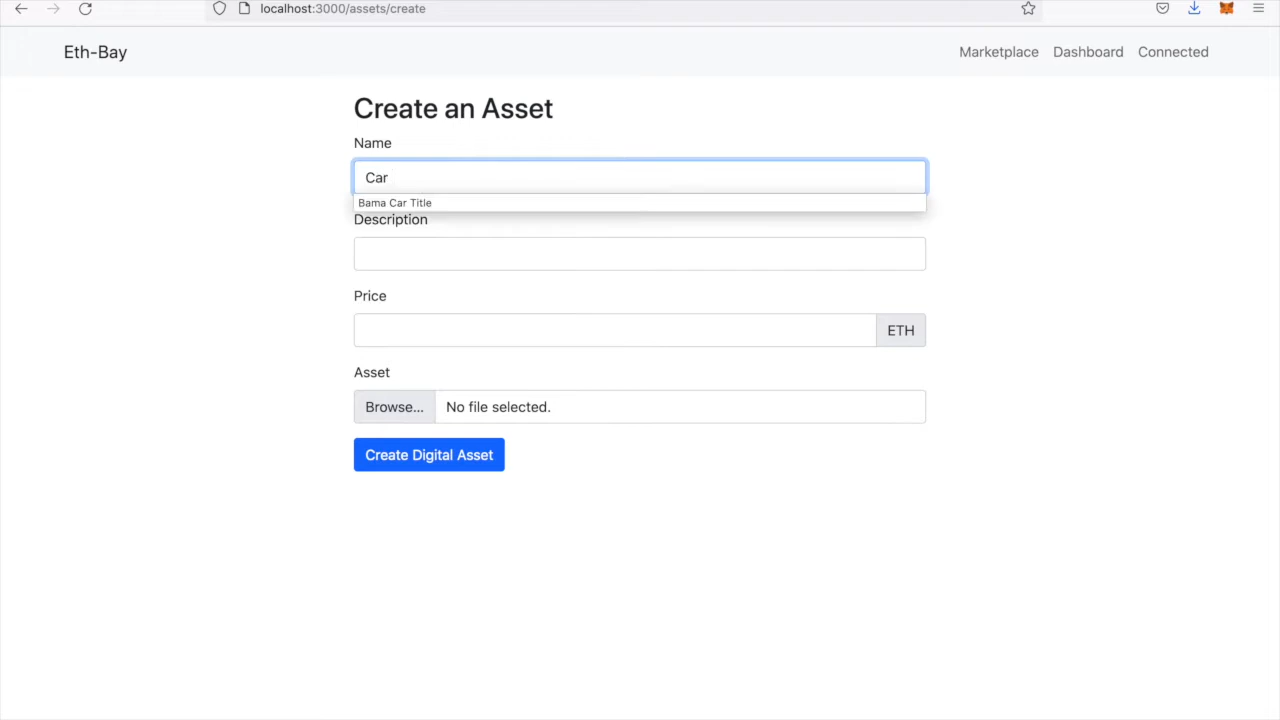 localhost:3000/assets/create
Eth-Bay
Marketplace Dashboard Connected
Create an Asset
Name
Car
Bama Car Title
Description
Price
ETH
Asset
Browse... No file selected.
Create Digital Asset